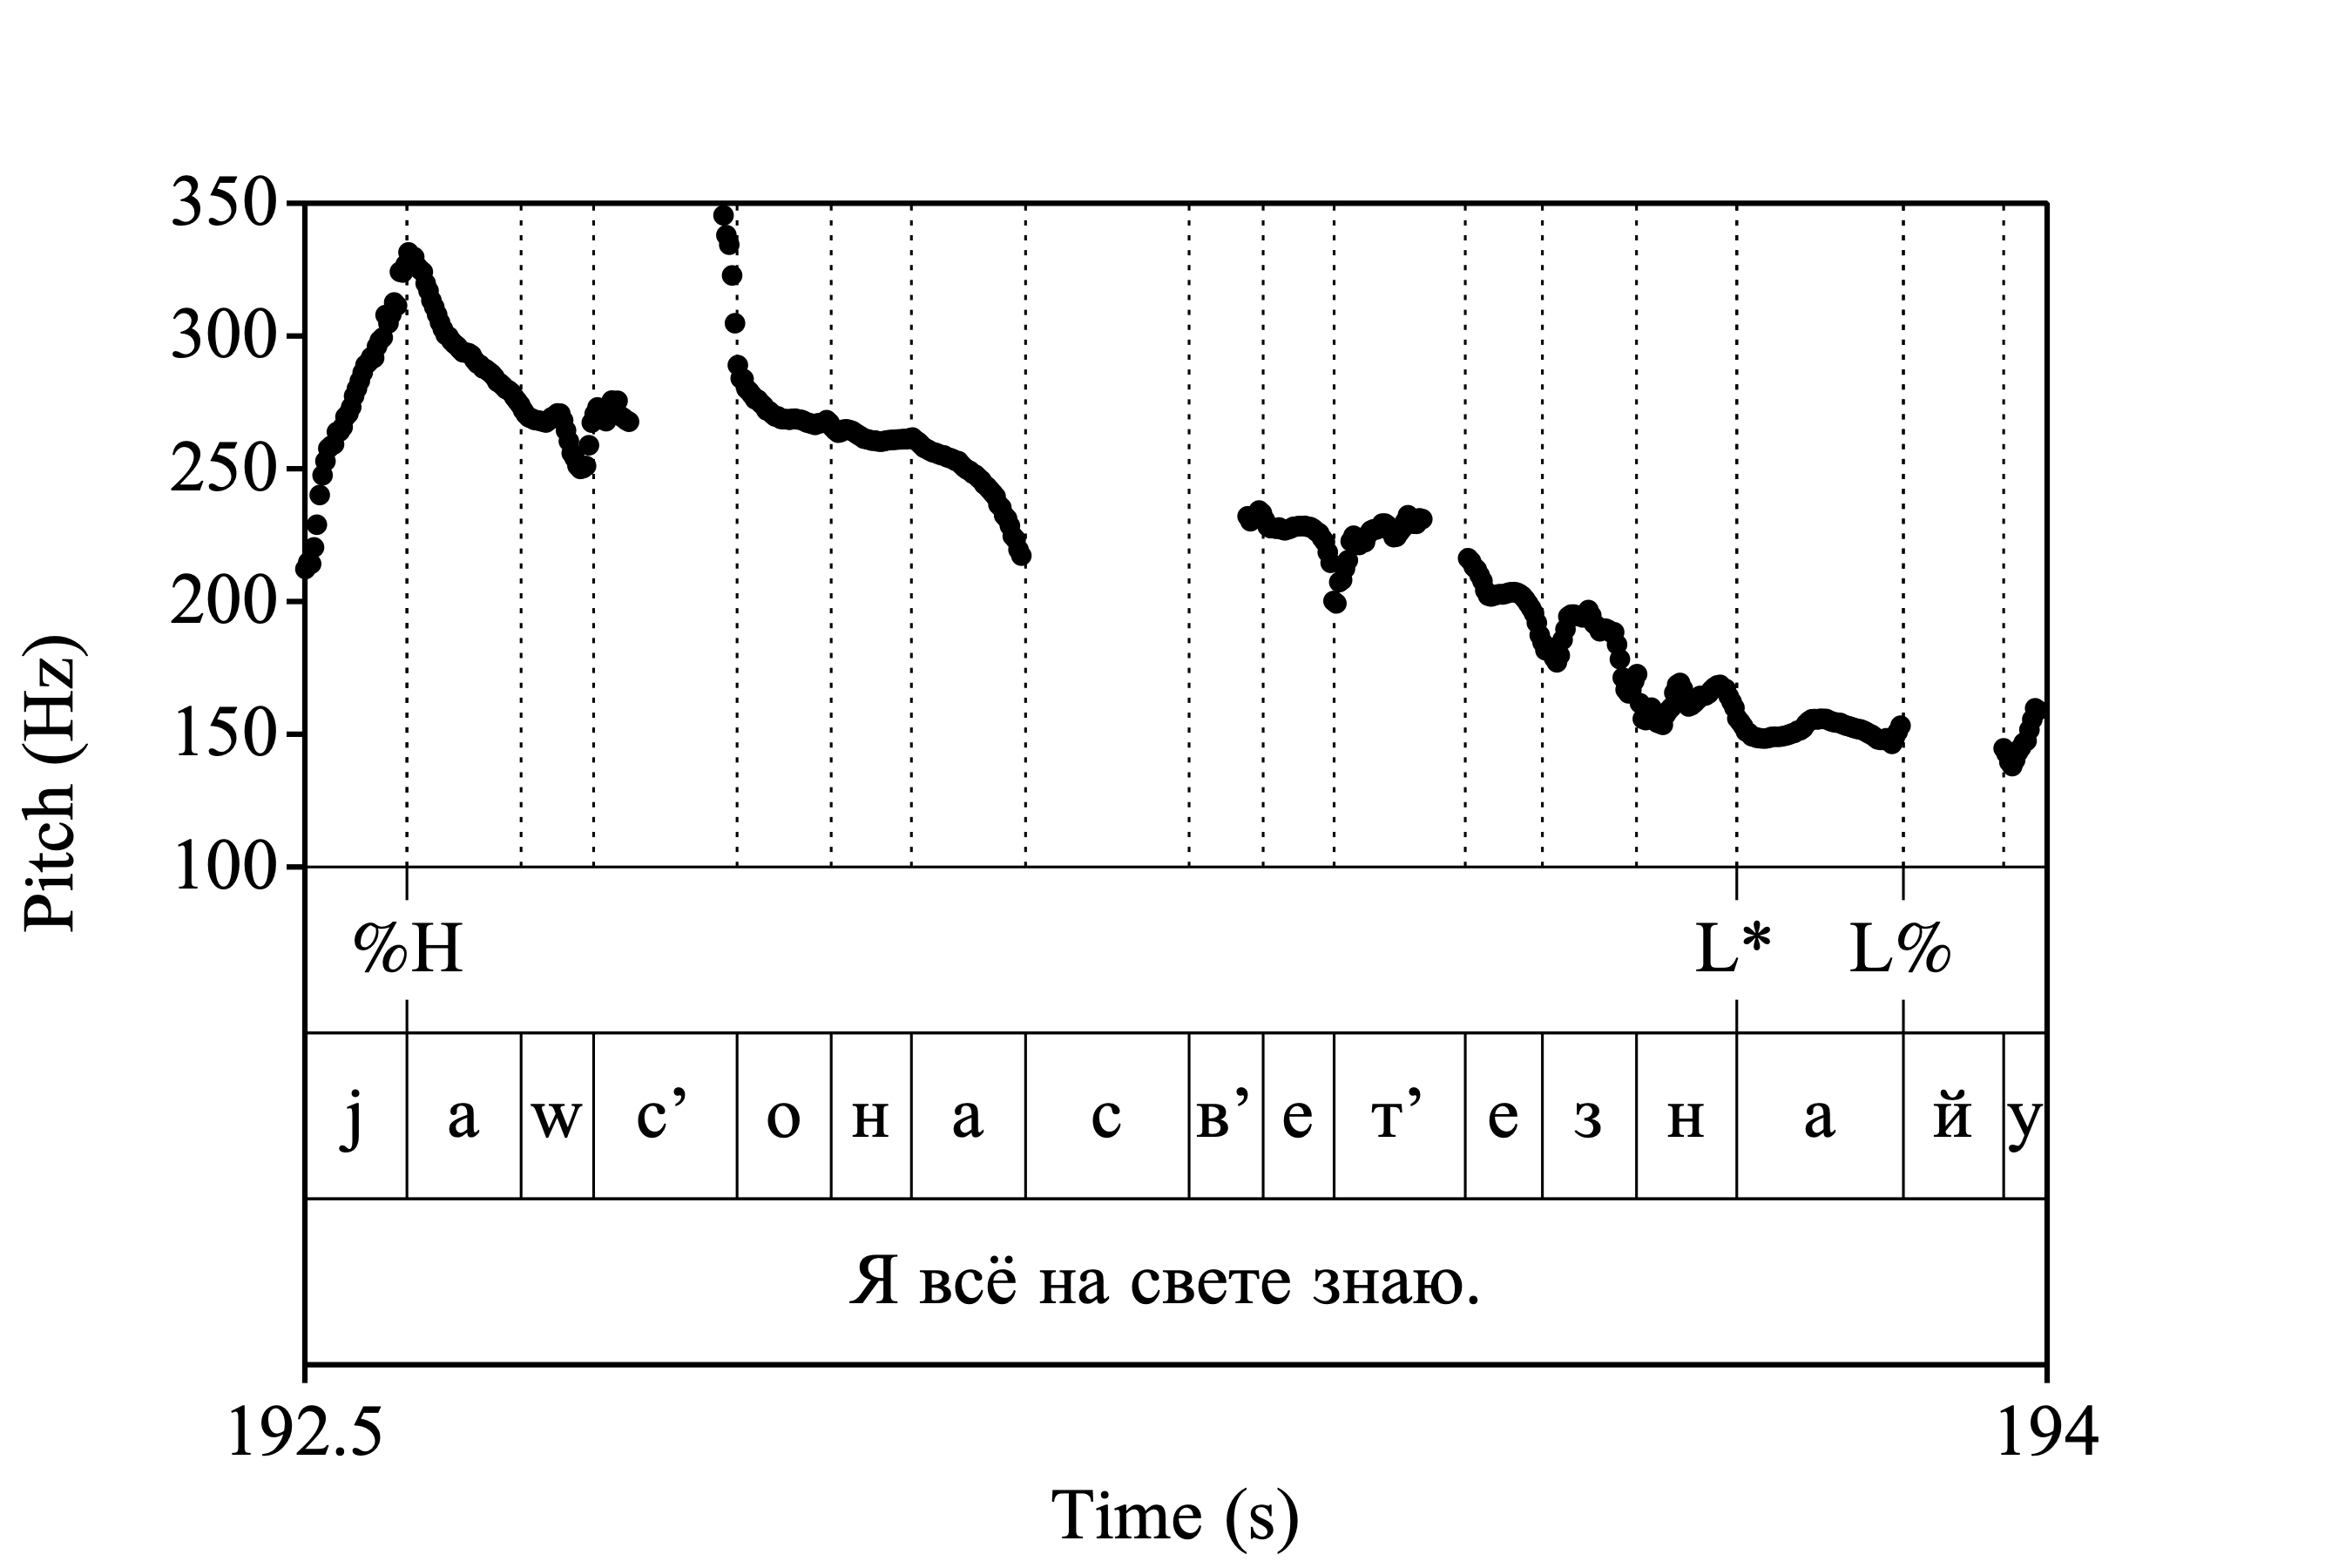 350
300
250
200
150
100
Pitch (Hz)
%H L* L%
j a w с’ о н а с в’ е т’ е з н а й у
Я всё на свете знаю.
192.5 194
Time (s)